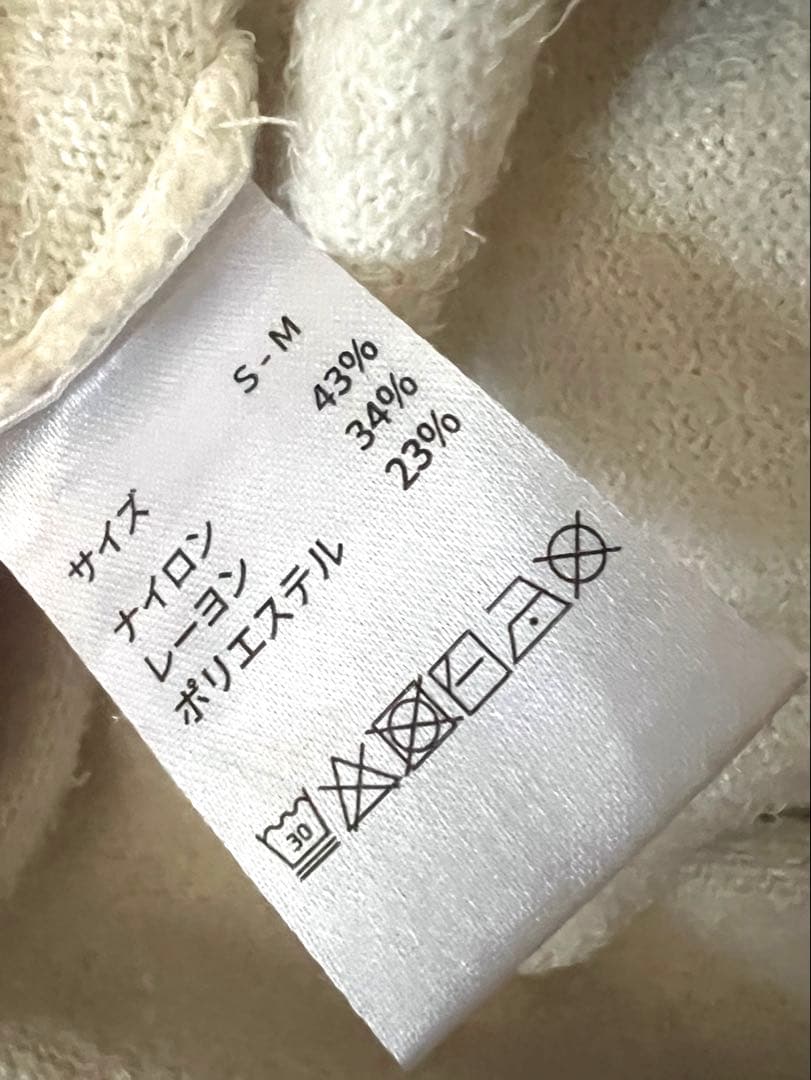 サイズ S - M
ナイロン 43%
レーヨン 34%
ポリエステル 23%
30